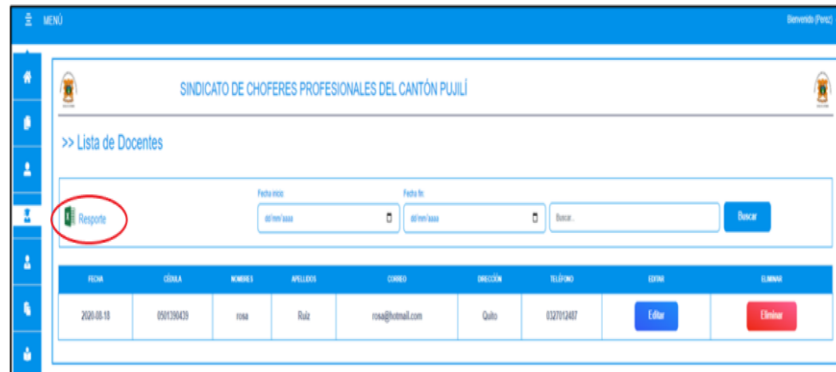 MENÚ
Bienvenido (Perez)
SINDICATO DE CHOFERES PROFESIONALES DEL CANTÓN PUJILÍ
>> Lista de Docentes
Resporte
Fecha inicio:
Fecha fin:
dd/mm/aaaa
dd/mm/aaaa
Buscar..
Buscar
FECHA CÉDULA NOMBRES APELLIDOS CORREO DIRECCIÓN TELÉFONO EDITAR ELIMINAR
2020-08-18 0501390439 rosa Ruiz rosa@hotmail.com Quito 0327012487 Editar Eliminar